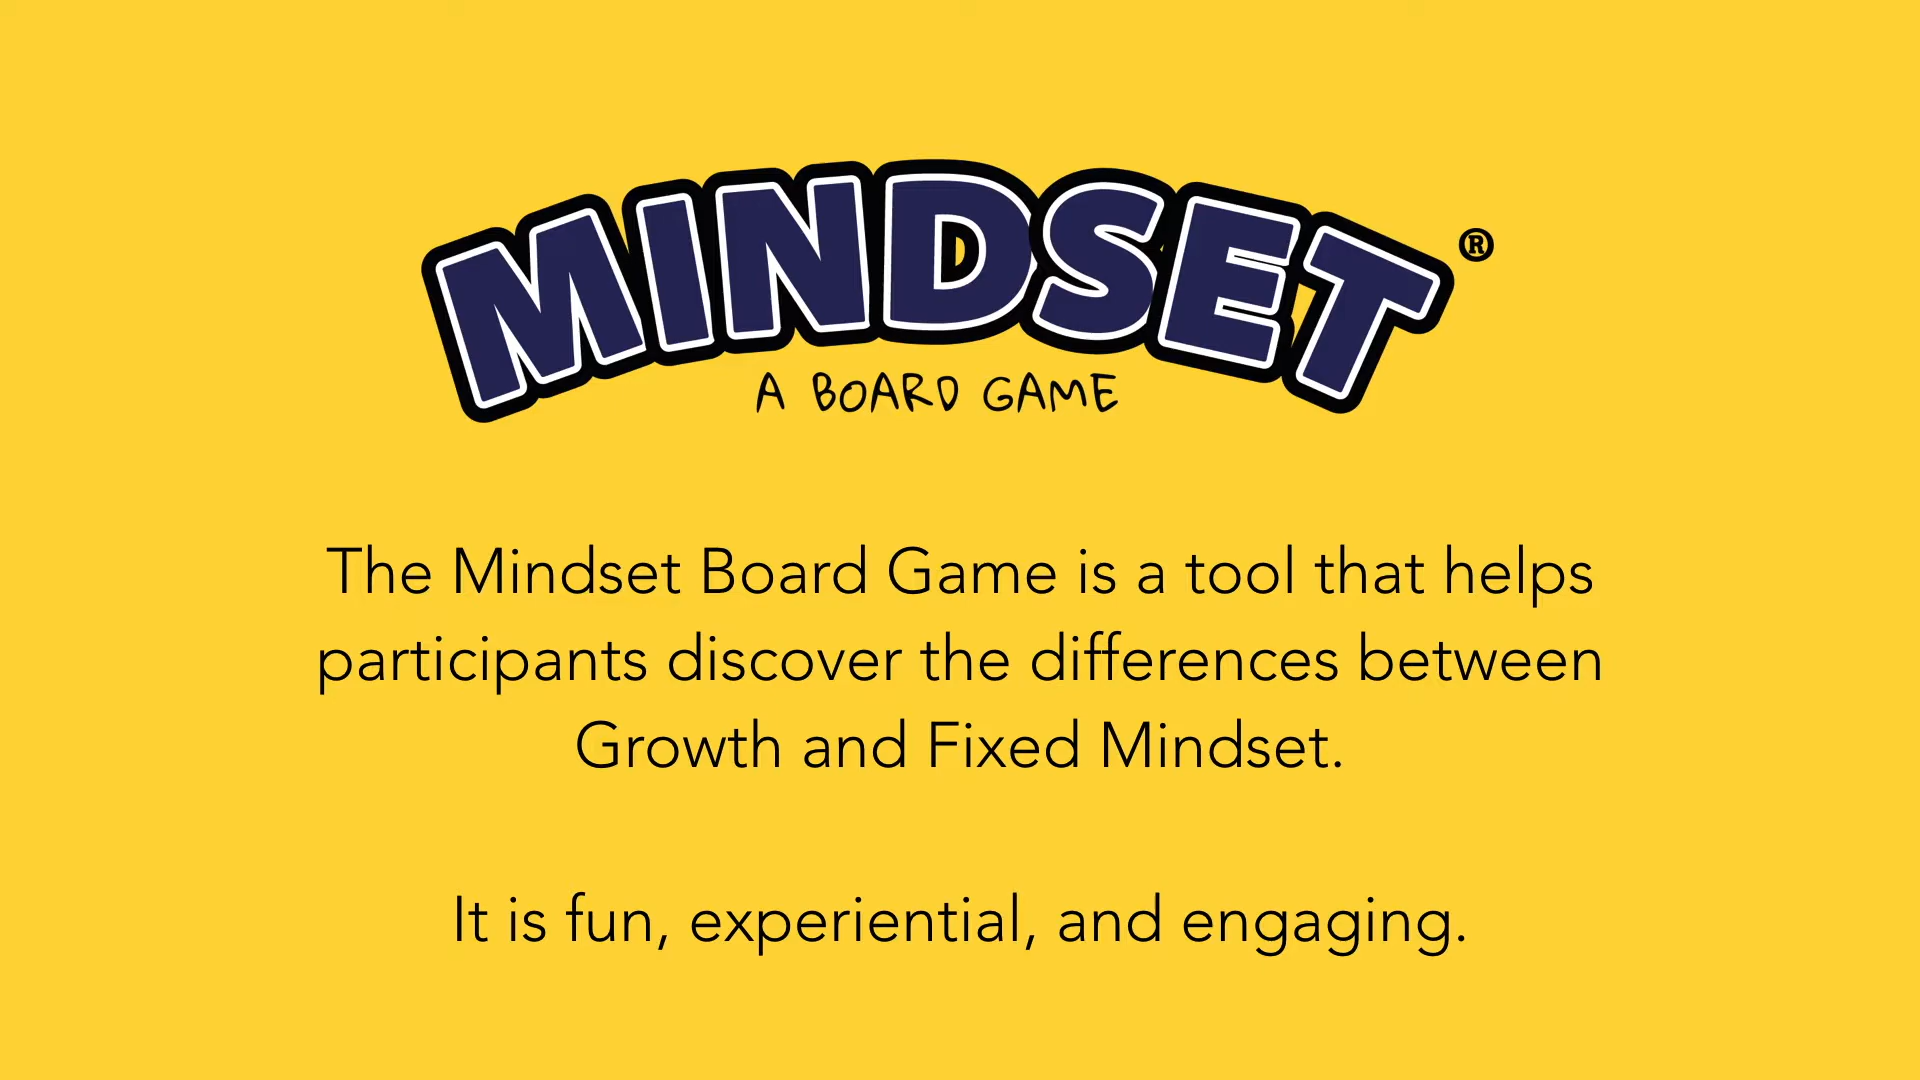 MINDSET®
A BOARD GAME
The Mindset Board Game is a tool that helps
participants discover the differences between
Growth and Fixed Mindset.
It is fun, experiential, and engaging.